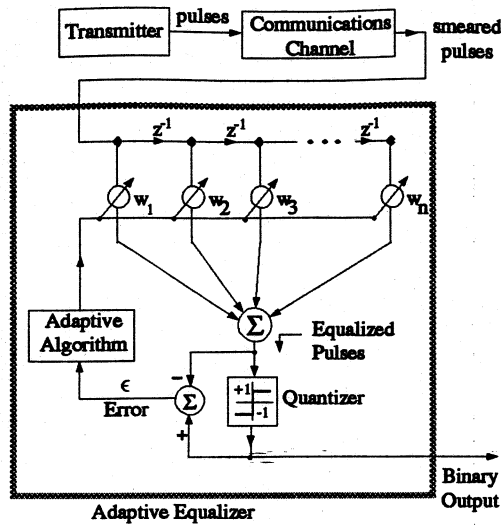 pulses
Transmitter
Communications
Channel
smeared
pulses
z⁻¹
z⁻¹
z⁻¹
w₁
w₂
w₃
wₙ
Σ
Adaptive
Algorithm
Equalized
Pulses
ϵ
Error
−
Σ
+
+1
-1
Quantizer
Binary
Output
Adaptive Equalizer